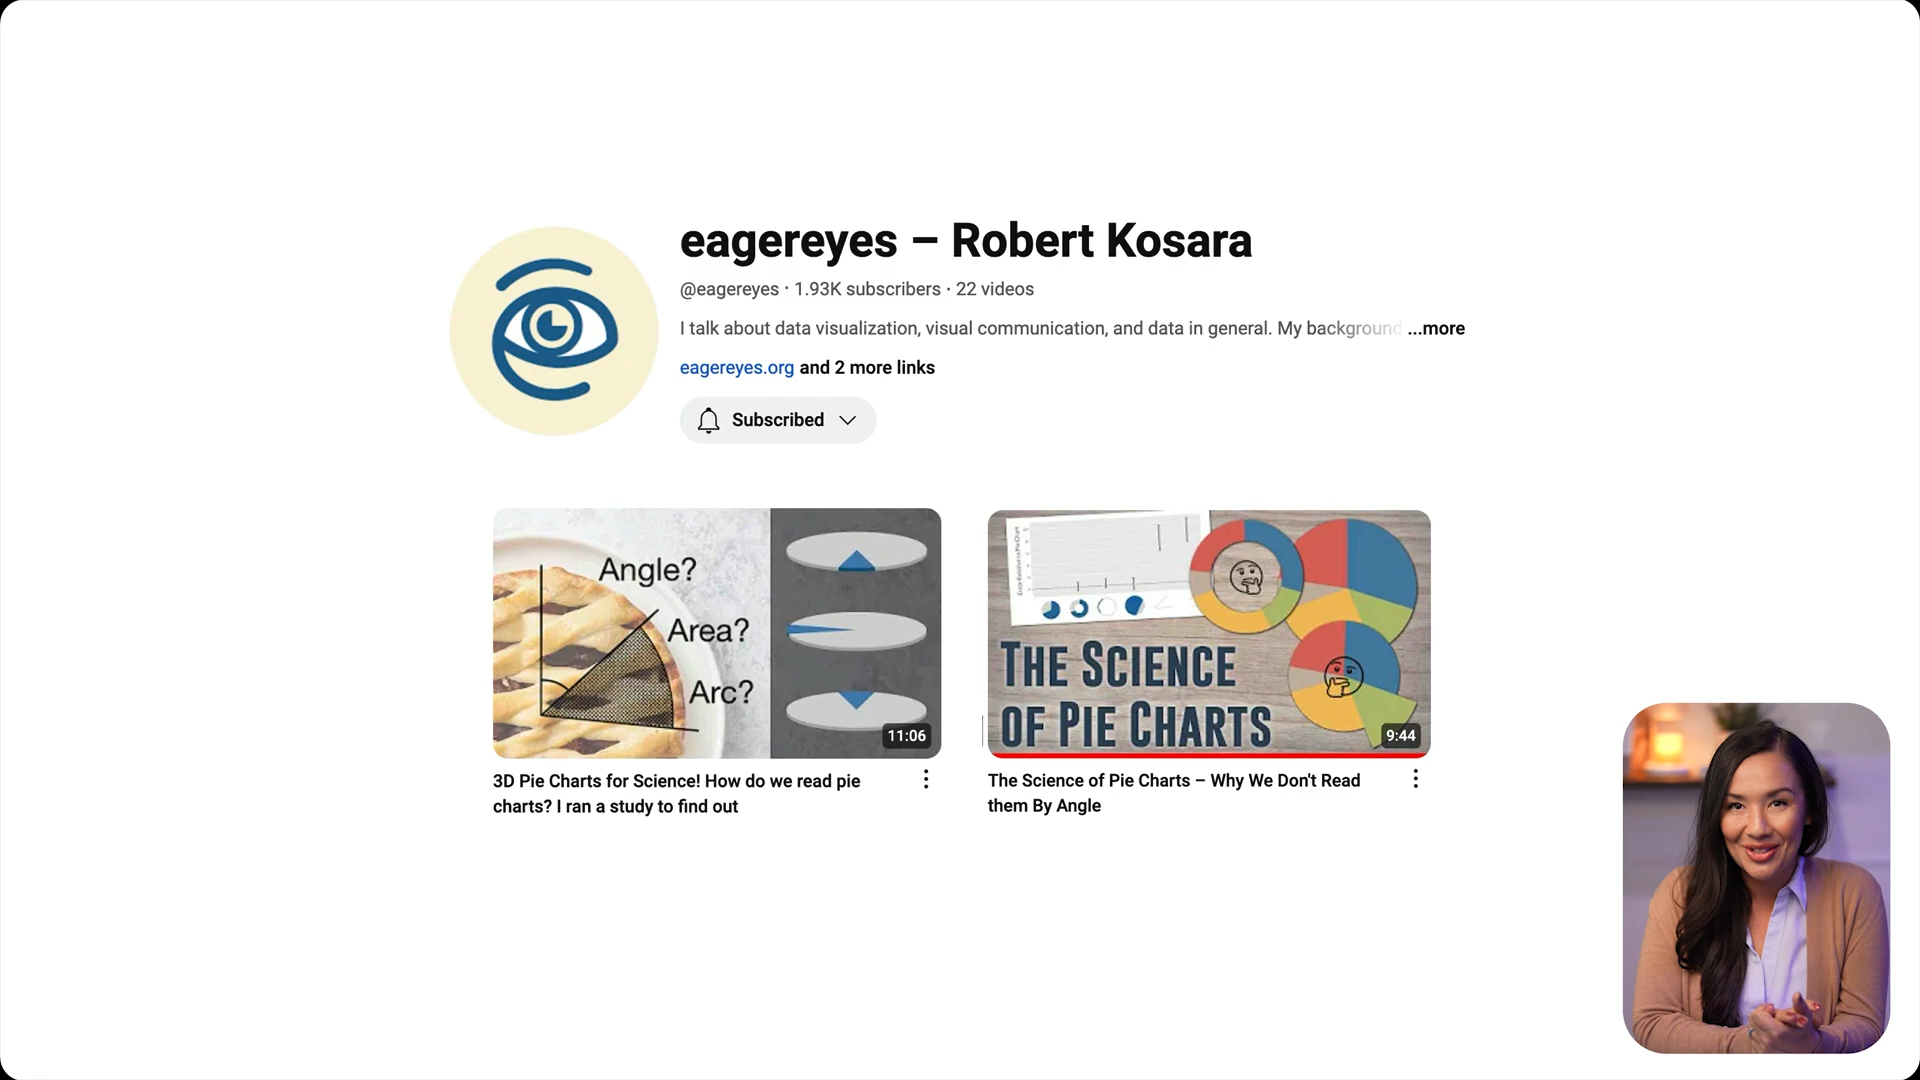 eagereyes – Robert Kosara
@eagereyes · 1.93K subscribers · 22 videos
I talk about data visualization, visual communication, and data in general. My background ...more
eagereyes.org and 2 more links
Subscribed
Angle?
Area?
Arc?
11:06
THE SCIENCE
OF PIE CHARTS
9:44
3D Pie Charts for Science! How do we read pie
charts? I ran a study to find out
The Science of Pie Charts – Why We Don't Read
them By Angle